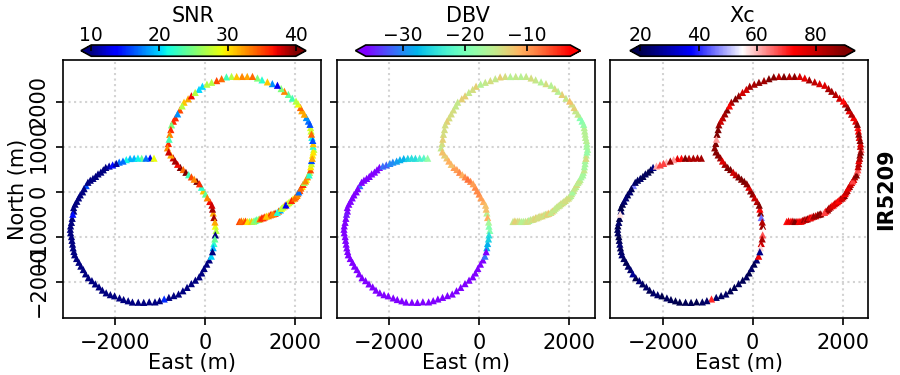 SNR DBV Xc
10 20 30 40 −30 −20 −10 20 40 60 80
North (m)
2000
1000
0
−1000
−2000
IR5209
−2000 0 2000 −2000 0 2000 −2000 0 2000
East (m) East (m) East (m)